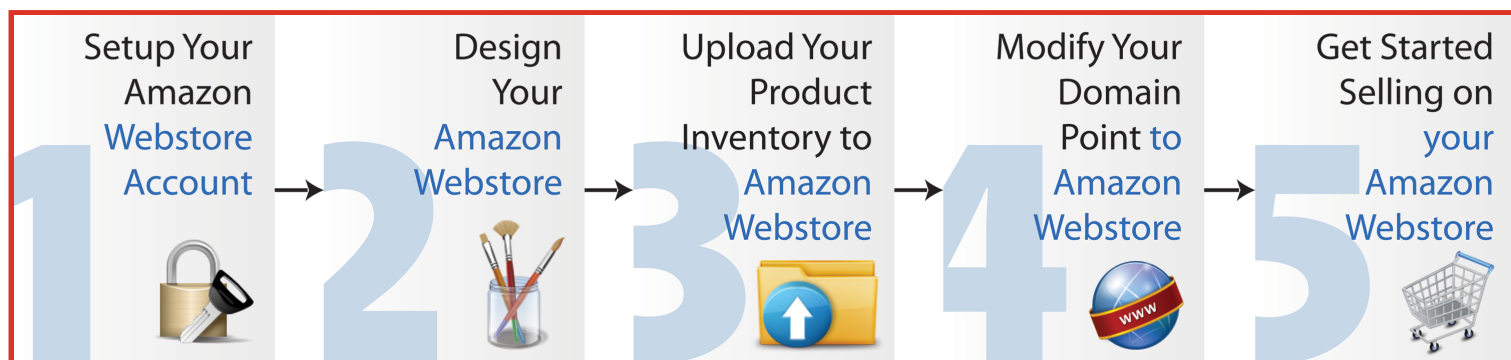 1
Setup Your
Amazon
Webstore
Account
2
Design
Your
Amazon
Webstore
3
Upload Your
Product
Inventory to
Amazon
Webstore
4
Modify Your
Domain
Point to
Amazon
Webstore
www
5
Get Started
Selling on
your
Amazon
Webstore